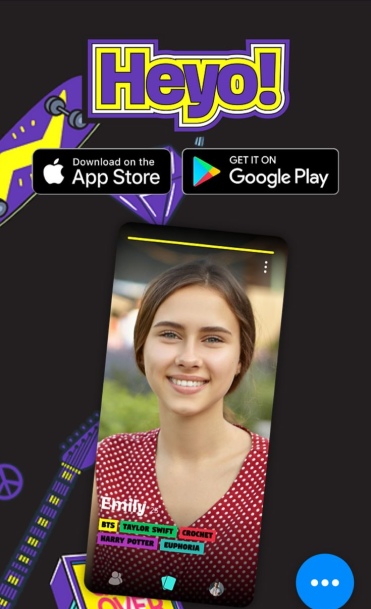 Heyo!
Download on the
App Store
GET IT ON
Google Play
Emily
BTS TAYLOR SWIFT CROCHET
HARRY POTTER EUPHORIA
OVER